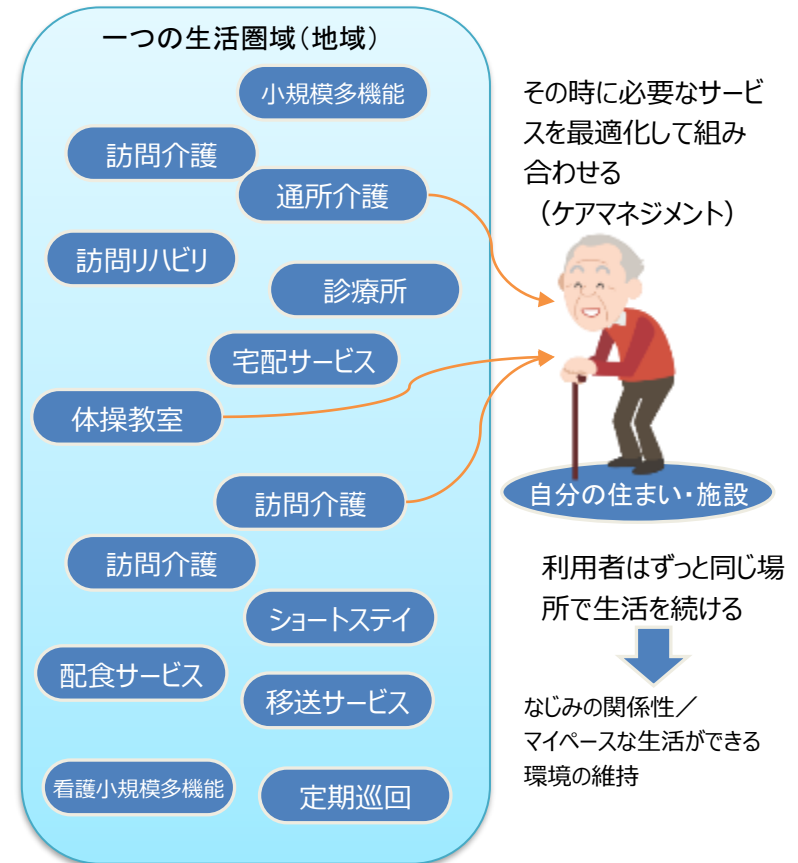 一つの生活圏域（地域）
小規模多機能
訪問介護
通所介護
訪問リハビリ
診療所
宅配サービス
体操教室
訪問介護
訪問介護
ショートステイ
配食サービス
移送サービス
看護小規模多機能
定期巡回
その時に必要なサービ
スを最適化して組み
合わせる
（ケアマネジメント）
自分の住まい・施設
利用者はずっと同じ場
所で生活を続ける
なじみの関係性／
マイペースな生活ができる
環境の維持